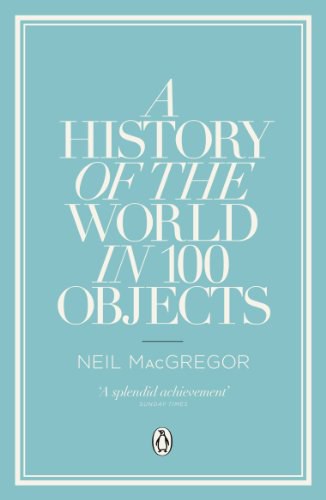 A
HISTORY
OF THE
WORLD
IN 100
OBJECTS
NEIL MACGREGOR
‘A splendid achievement’
SUNDAY TIMES